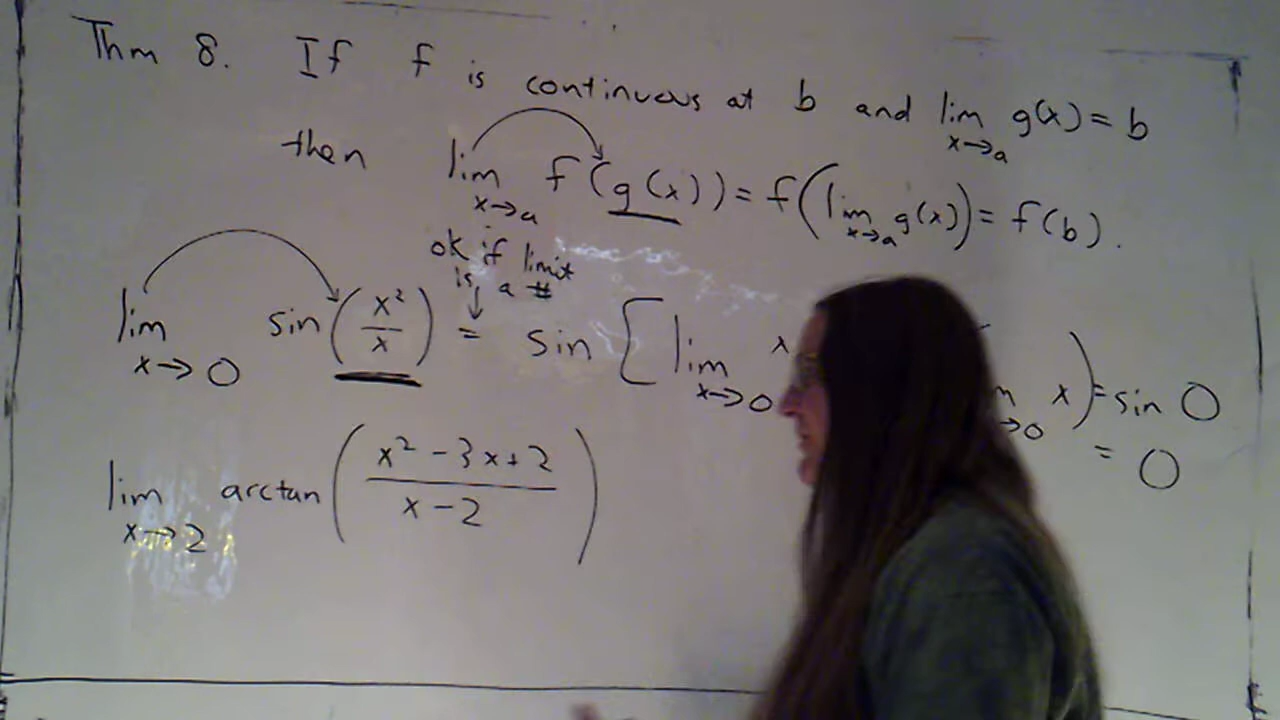 Thm 8. If f is continuous at b and lim x→a g(x) = b
then lim x→a f(g(x)) = f(lim x→a g(x)) = f(b).
ok if limit
is a #
lim x→0 sin(x²/x) = sin [lim x→0 x x) = sin 0
= 0
lim x→2 arctan((x² - 3x + 2)/(x - 2))